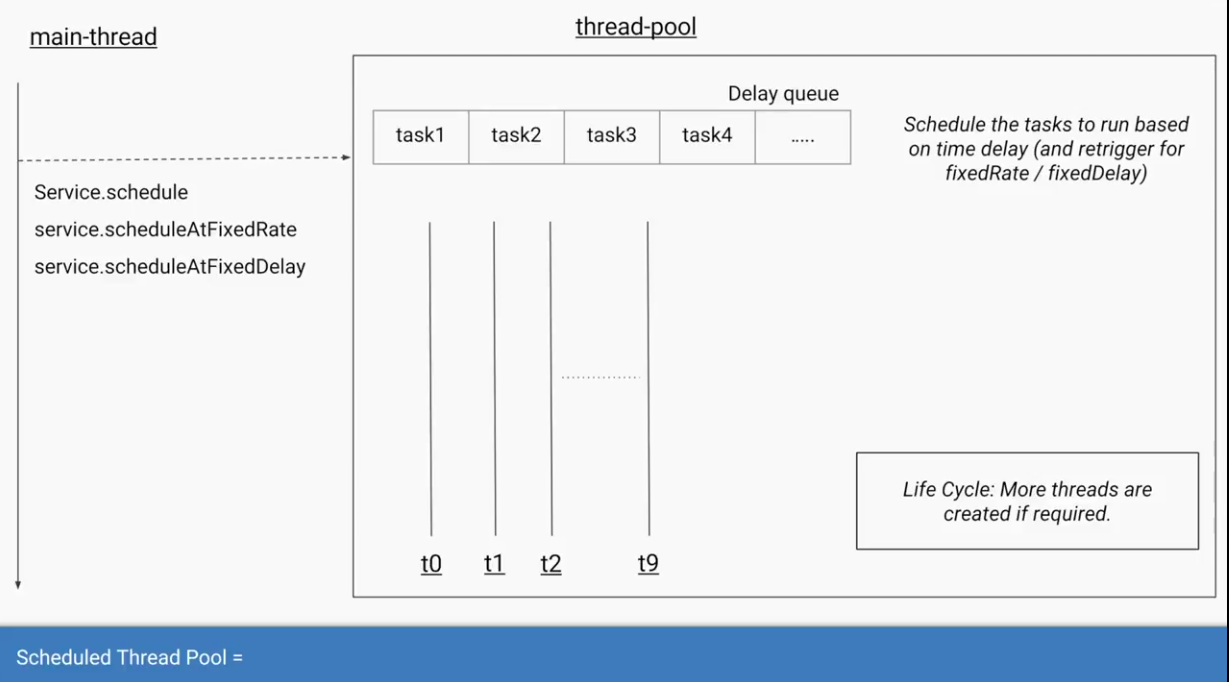 main-thread
thread-pool
Delay queue
task1 task2 task3 task4 .....
Schedule the tasks to run based
on time delay (and retrigger for
fixedRate / fixedDelay)
Service.schedule
service.scheduleAtFixedRate
service.scheduleAtFixedDelay
Life Cycle: More threads are
created if required.
t0 t1 t2 t9
Scheduled Thread Pool =